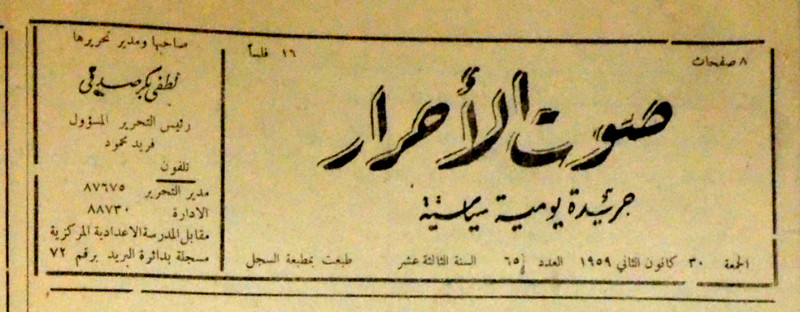 ٨ صفحات
١٦ فلساً
صوت الأحرار
جريدة يومية سياسية
الجمعة ٣٠ كانون الثاني ١٩٥٩ العدد ٦٥ السنة الثالثة عشر طبعت بمطبعة السجل
صاحبها ومدير تحريرها
لطفي بكر صدقي
رئيس التحرير المسؤول
فريد محمود
تلفون
مدير التحرير ٨٧٦٧٥
الادارة ٨٨٧٣٠
مقابل المدرسة الاعدادية المركزية
مسجلة بدائرة البريد برقم ٧٢